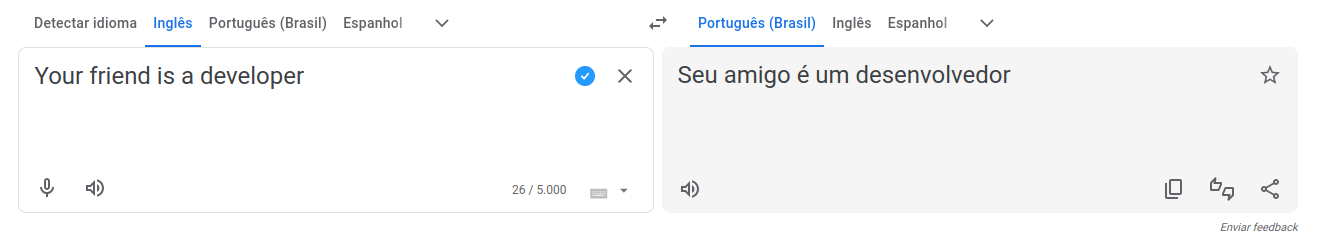 Detectar idioma Inglês Português (Brasil) Espanhol
Português (Brasil) Inglês Espanhol
Your friend is a developer
Seu amigo é um desenvolvedor
26 / 5.000
Enviar feedback